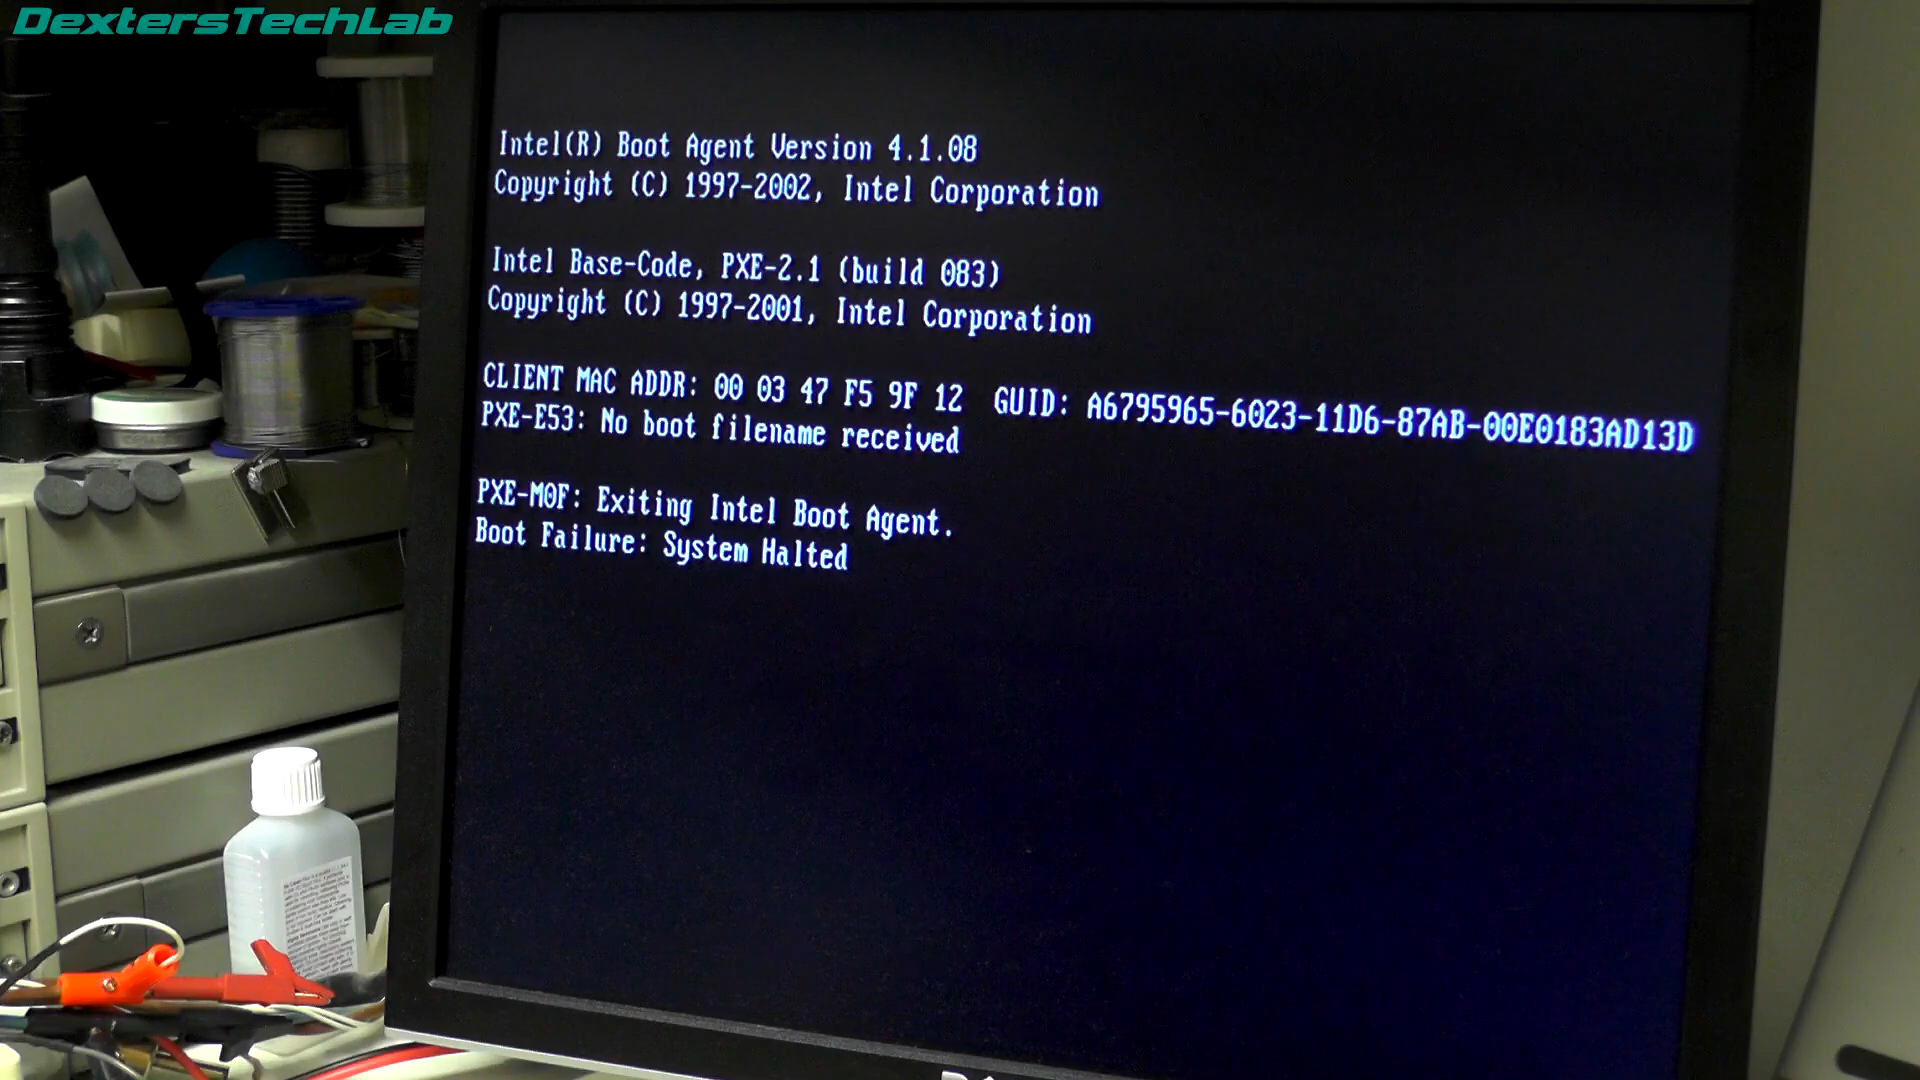 DextersTechLab
Intel(R) Boot Agent Version 4.1.08
Copyright (C) 1997-2002, Intel Corporation
Intel Base-Code, PXE-2.1 (build 083)
Copyright (C) 1997-2001, Intel Corporation
CLIENT MAC ADDR: 00 03 47 F5 9F 12  GUID: A6795965-6023-11D6-87AB-00E0183AD13D
PXE-E53: No boot filename received
PXE-M0F: Exiting Intel Boot Agent.
Boot Failure: System Halted